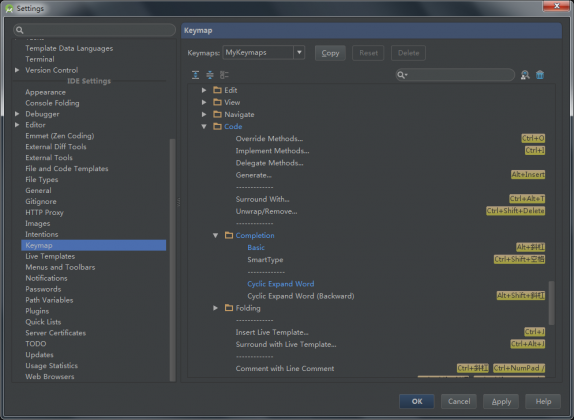 Settings
Template Data Languages
Terminal
Version Control
IDE Settings
Appearance
Console Folding
Debugger
Editor
Emmet (Zen Coding)
External Diff Tools
External Tools
File and Code Templates
File Types
General
Gitignore
HTTP Proxy
Images
Intentions
Keymap
Live Templates
Menus and Toolbars
Notifications
Passwords
Path Variables
Plugins
Quick Lists
Server Certificates
TODO
Updates
Usage Statistics
Web Browsers
Keymap
Keymaps: MyKeymaps Copy Reset Delete
Edit
View
Navigate
Code
Override Methods... Ctrl+O
Implement Methods... Ctrl+I
Delegate Methods...
Generate... Alt+Insert
-------------
Surround With... Ctrl+Alt+T
Unwrap/Remove... Ctrl+Shift+Delete
-------------
Completion
Basic Alt+斜杠
SmartType Ctrl+Shift+空格
-------------
Cyclic Expand Word
Cyclic Expand Word (Backward) Alt+Shift+斜杠
Folding
-------------
Insert Live Template... Ctrl+J
Surround with Live Template... Ctrl+Alt+J
-------------
Comment with Line Comment Ctrl+斜杠 Ctrl+NumPad /
OK Cancel Apply Help